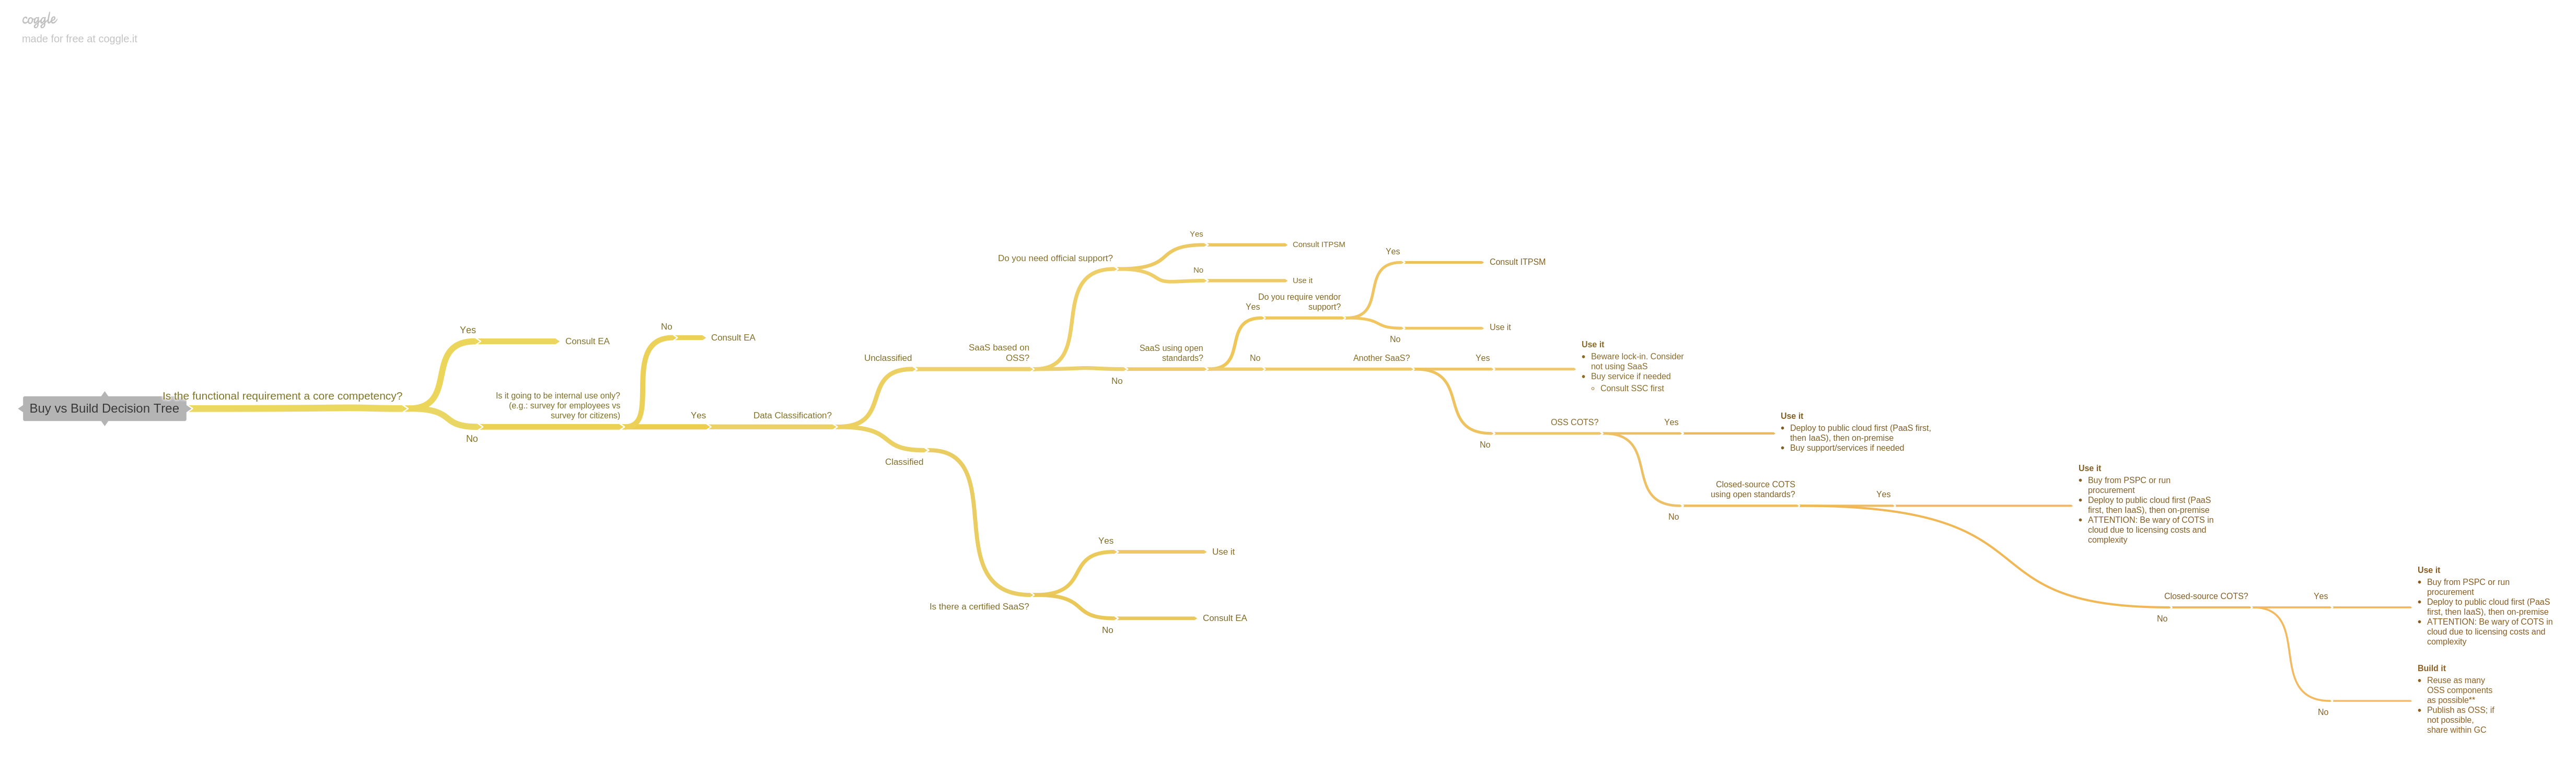 coggle
made for free at coggle.it
Buy vs Build Decision Tree
Is the functional requirement a core competency?
Yes
Consult EA
No
Is it going to be internal use only?
(e.g.: survey for employees vs
survey for citizens)
No
Consult EA
Yes
Data Classification?
Unclassified
SaaS based on
OSS?
Do you need official support?
Yes
Consult ITPSM
No
Use it
No
SaaS using open
standards?
Yes
Do you require vendor
support?
Yes
Consult ITPSM
No
Use it
No
Another SaaS?
Yes
Use it
Beware lock-in. Consider
not using SaaS
Buy service if needed
Consult SSC first
No
OSS COTS?
Yes
Use it
Deploy to public cloud first (PaaS first,
then IaaS), then on-premise
Buy support/services if needed
No
Closed-source COTS
using open standards?
Yes
Use it
Buy from PSPC or run
procurement
Deploy to public cloud first (PaaS
first, then IaaS), then on-premise
ATTENTION: Be wary of COTS in
cloud due to licensing costs and
complexity
No
Closed-source COTS?
Yes
Use it
Buy from PSPC or run
procurement
Deploy to public cloud first (PaaS
first, then IaaS), then on-premise
ATTENTION: Be wary of COTS in
cloud due to licensing costs and
complexity
No
Build it
Reuse as many
OSS components
as possible**
Publish as OSS; if
not possible,
share within GC
Classified
Is there a certified SaaS?
Yes
Use it
No
Consult EA